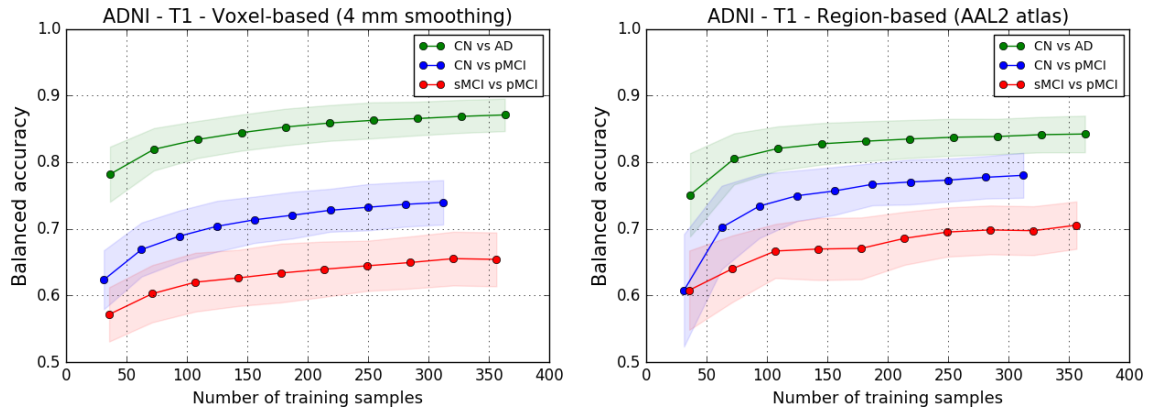 ADNI - T1 - Voxel-based (4 mm smoothing)
1.0
0.9
0.8
0.7
0.6
0.5
Balanced accuracy
CN vs AD
CN vs pMCI
sMCI vs pMCI
0 50 100 150 200 250 300 350 400
Number of training samples
ADNI - T1 - Region-based (AAL2 atlas)
1.0
0.9
0.8
0.7
0.6
0.5
Balanced accuracy
CN vs AD
CN vs pMCI
sMCI vs pMCI
0 50 100 150 200 250 300 350 400
Number of training samples